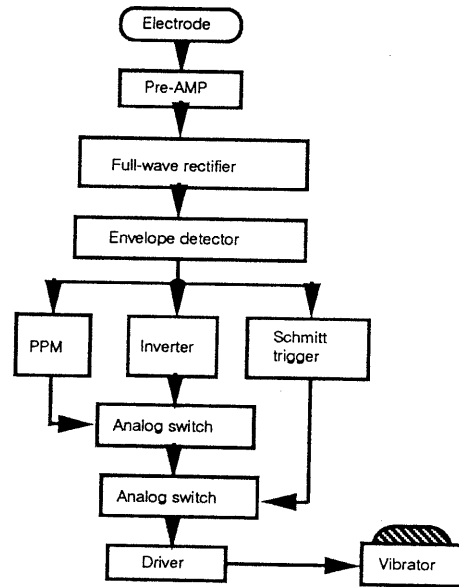 Electrode
Pre-AMP
Full-wave rectifier
Envelope detector
PPM
Inverter
Schmitt
trigger
Analog switch
Analog switch
Driver
Vibrator